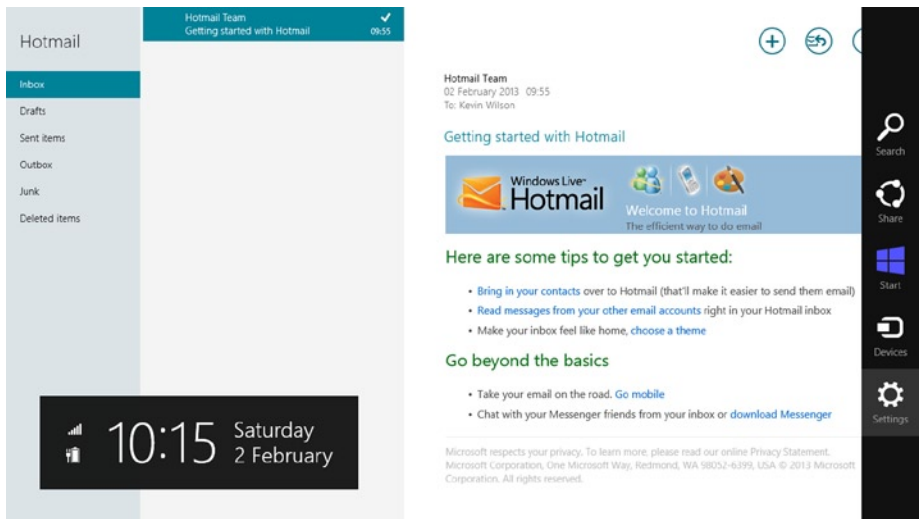 Hotmail
Inbox
Drafts
Sent items
Outbox
Junk
Deleted items
Hotmail Team
Getting started with Hotmail 09:55
Hotmail Team
02 February 2013 09:55
To: Kevin Wilson
Getting started with Hotmail
Windows Live™
Hotmail
Welcome to Hotmail
The efficient way to do email
Here are some tips to get you started:
• Bring in your contacts over to Hotmail (that'll make it easier to send them email)
• Read messages from your other email accounts right in your Hotmail inbox
• Make your inbox feel like home, choose a theme
Go beyond the basics
• Take your email on the road. Go mobile
• Chat with your Messenger friends from your inbox or download Messenger
Microsoft respects your privacy. To learn more, please read our online Privacy Statement.
Microsoft Corporation, One Microsoft Way, Redmond, WA 98052-6399, USA © 2013 Microsoft
Corporation. All rights reserved.
10:15 Saturday
2 February
Search
Share
Start
Devices
Settings